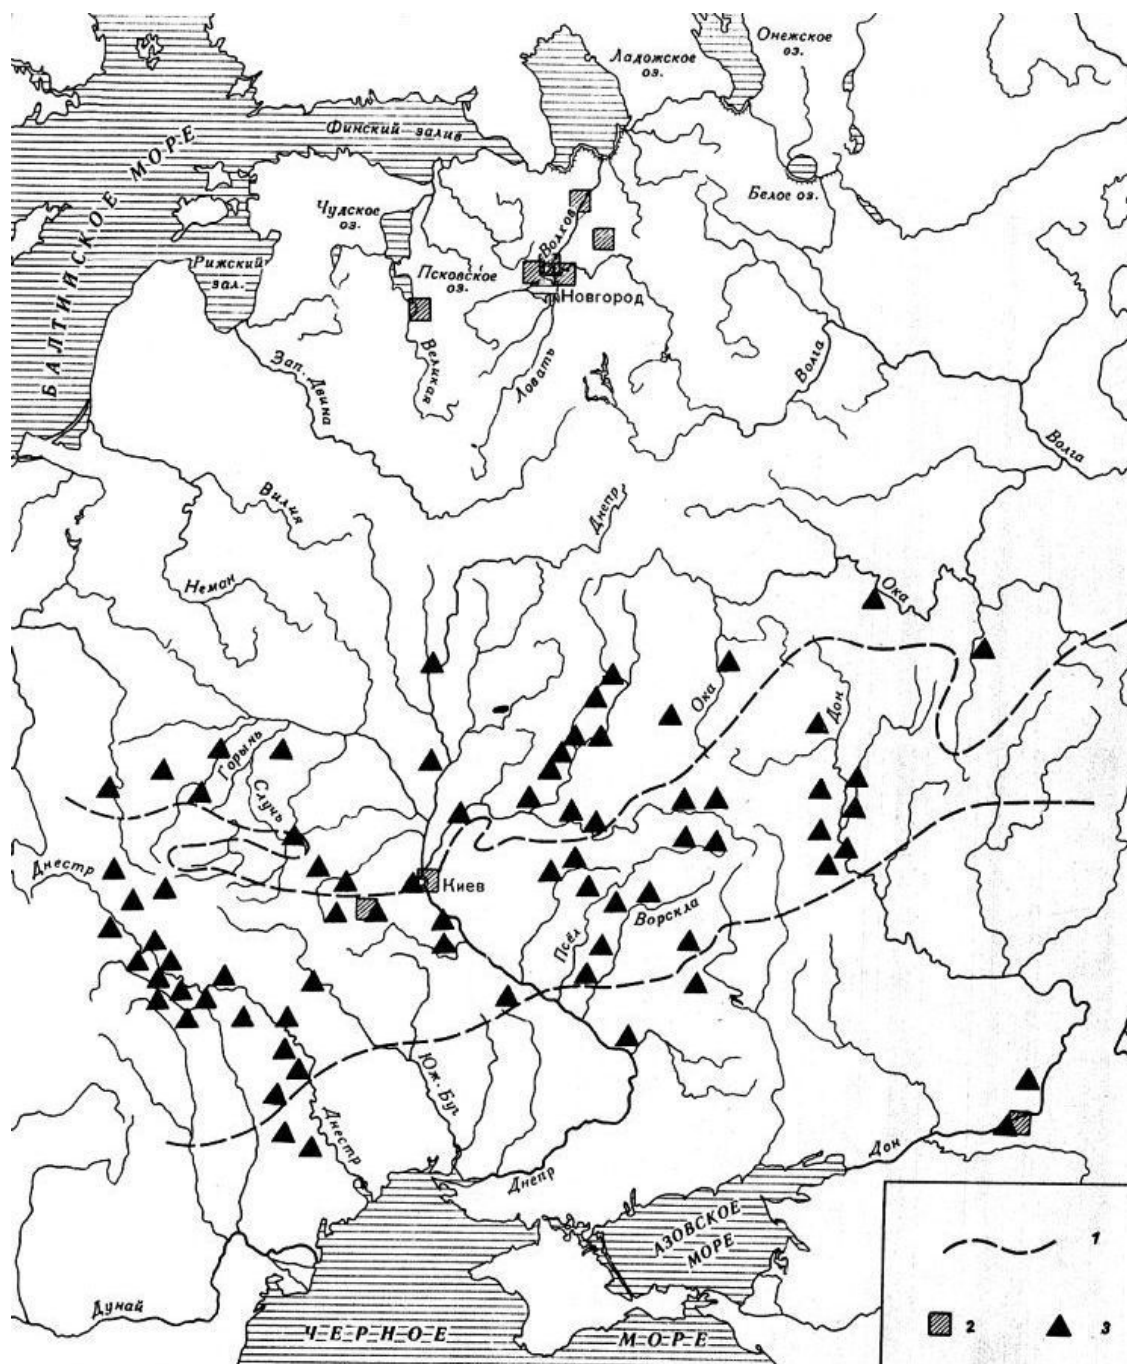 Онежское
оз.
Ладожское
оз.
Финский залив
БАЛТИЙСКОЕ МОРЕ
Белое оз.
Чудское
оз.
Волхов
Рижский
зал.
Псковское
оз.
Новгород
Великая
Ловать
Зап. Двина
Волга
Волга
Вилия
Днепр
Неман
Ока
Ока
Дон
Горынь
Случь
Днестр
Киев
Ворскла
Псёл
Юж. Буг
Днестр
Днепр
Дон
АЗОВСКОЕ
МОРЕ
Дунай
ЧЕРНОЕ МОРЕ
1
2
3